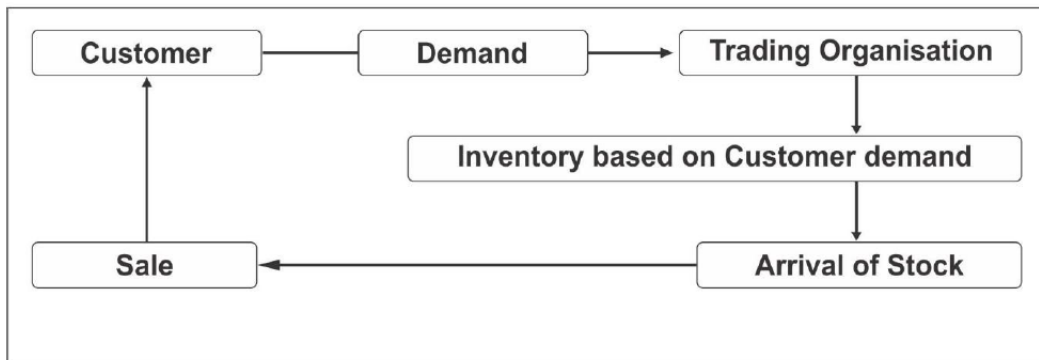 Customer
Demand
Trading Organisation
Inventory based on Customer demand
Sale
Arrival of Stock